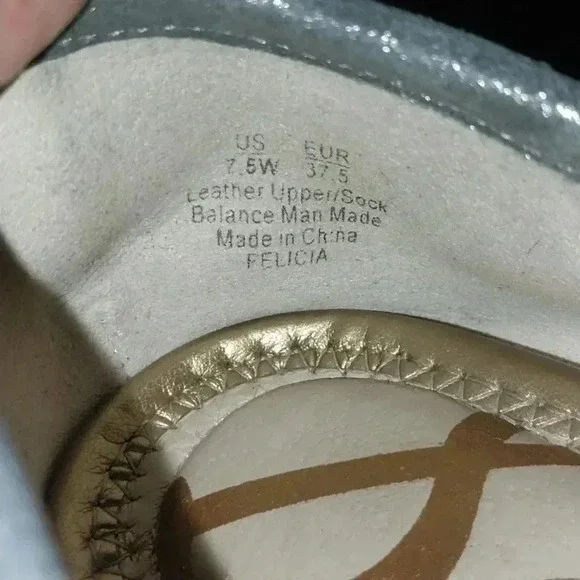 US EUR
7.5W 37.5
Leather Upper/Sock
Balance Man Made
Made in China
FELICIA